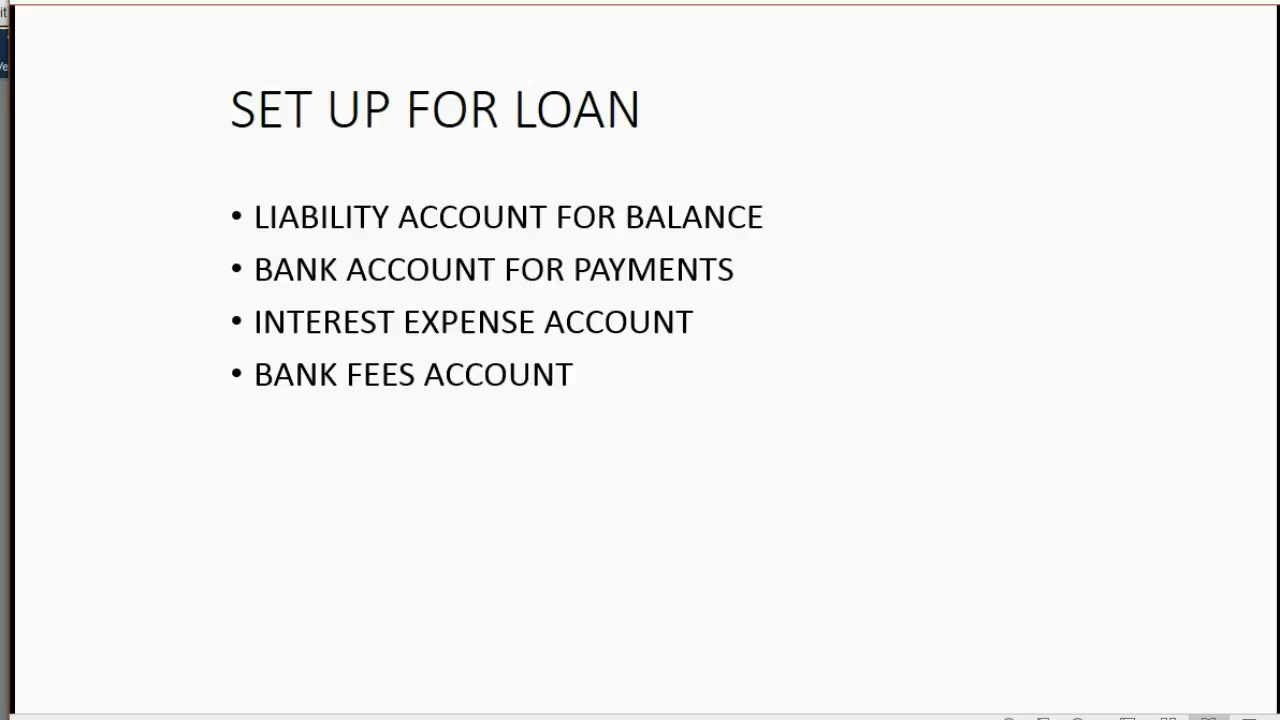 SET UP FOR LOAN
• LIABILITY ACCOUNT FOR BALANCE
• BANK ACCOUNT FOR PAYMENTS
• INTEREST EXPENSE ACCOUNT
• BANK FEES ACCOUNT